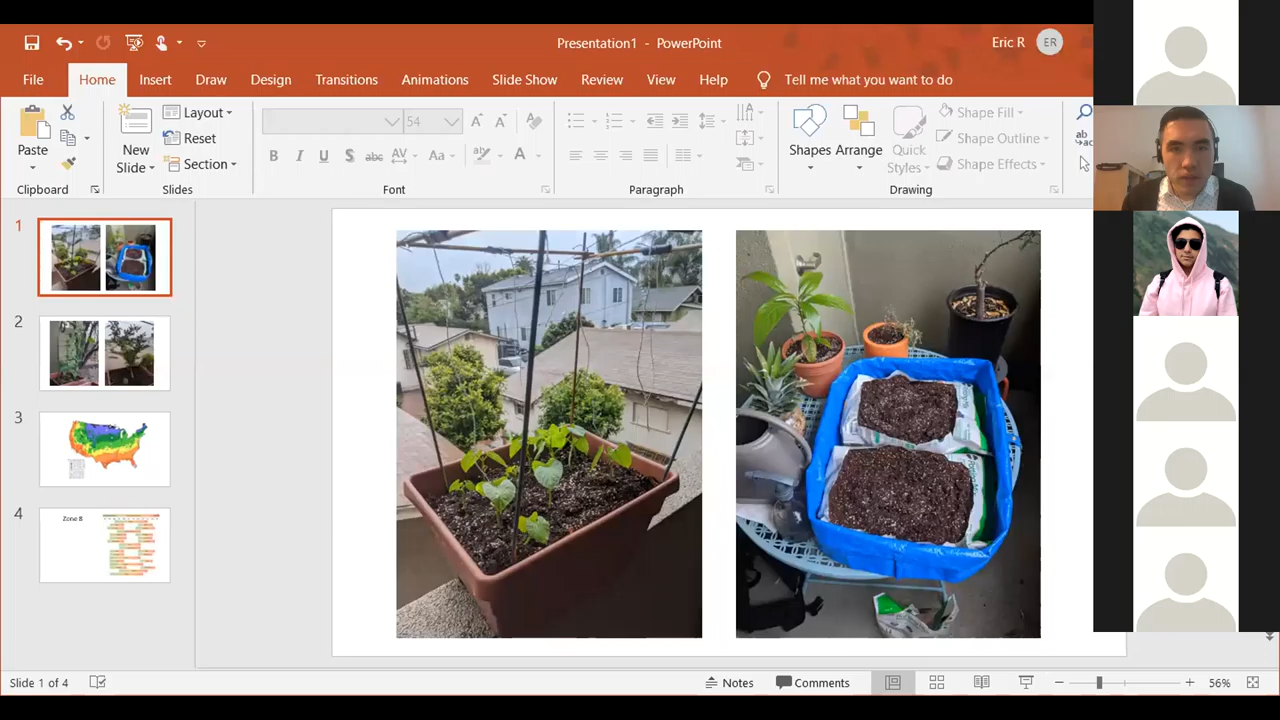 Presentation1 - PowerPoint
Eric R
ER
File Home Insert Draw Design Transitions Animations Slide Show Review View Help Tell me what you want to do
Paste
Clipboard
New
Slide
Layout
Reset
Section
Slides
54
B I U S abc AV Aa A
Font
Paragraph
Shapes
Arrange
Quick
Styles
Shape Fill
Shape Outline
Shape Effects
Drawing
1
2
3
4
Zone B
Slide 1 of 4
Notes
Comments
56%